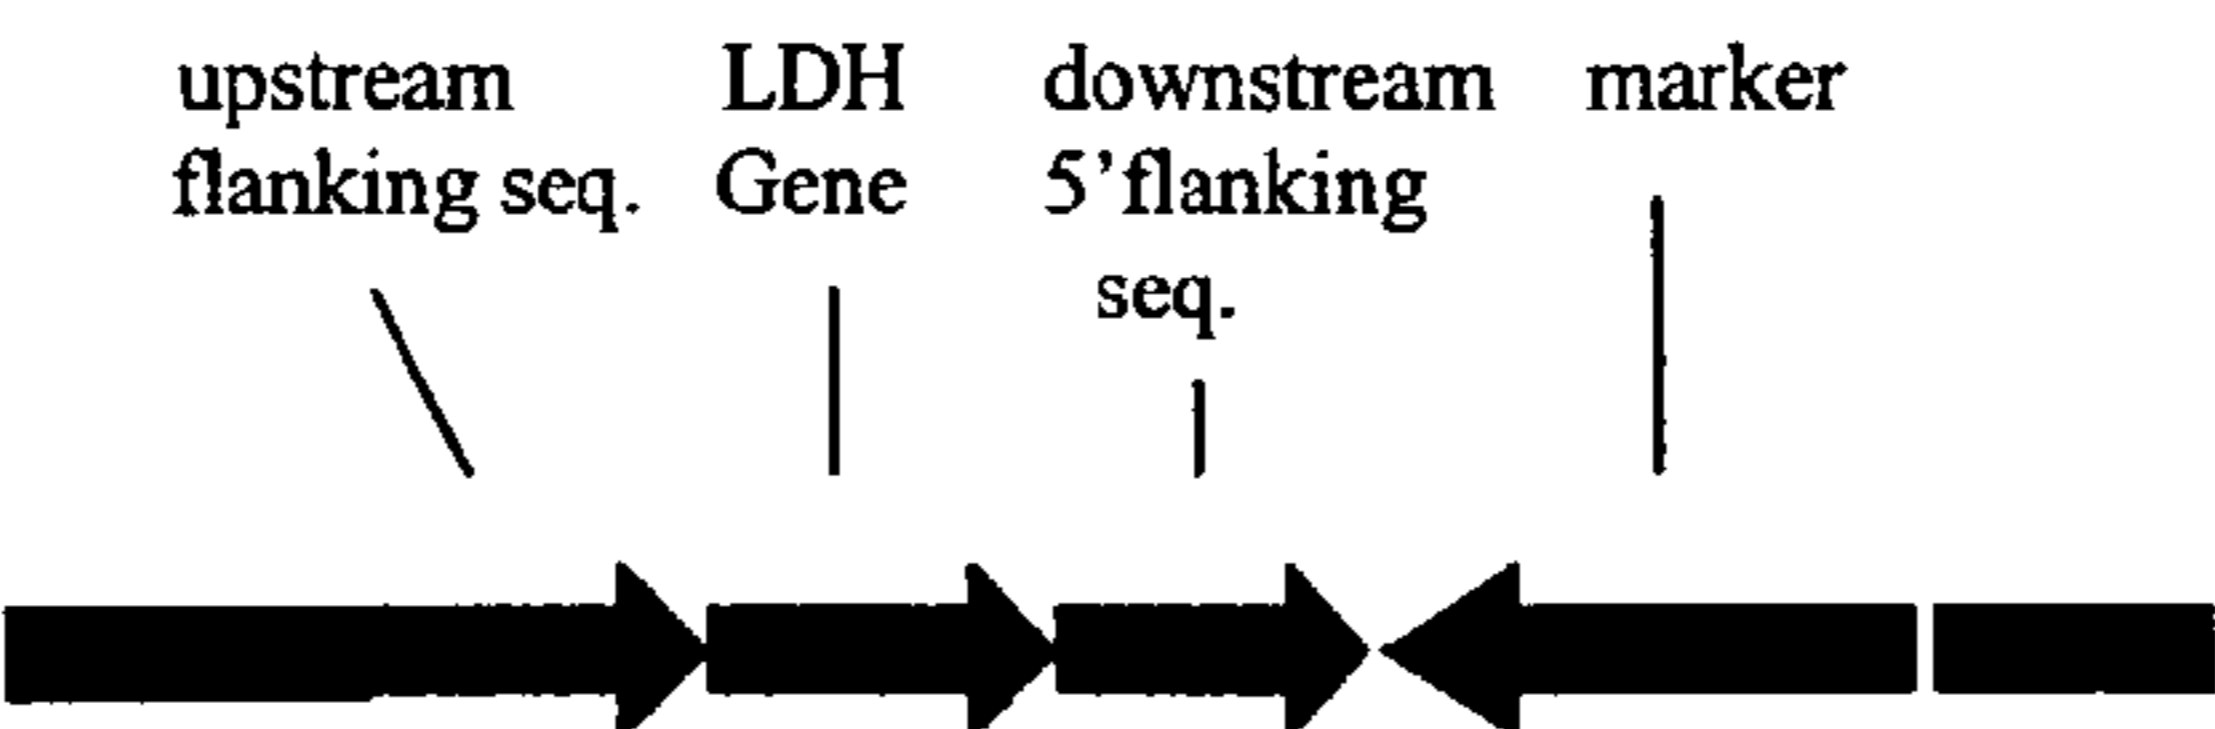 upstream
flanking seq.
LDH
Gene
downstream
5’flanking
seq.
marker